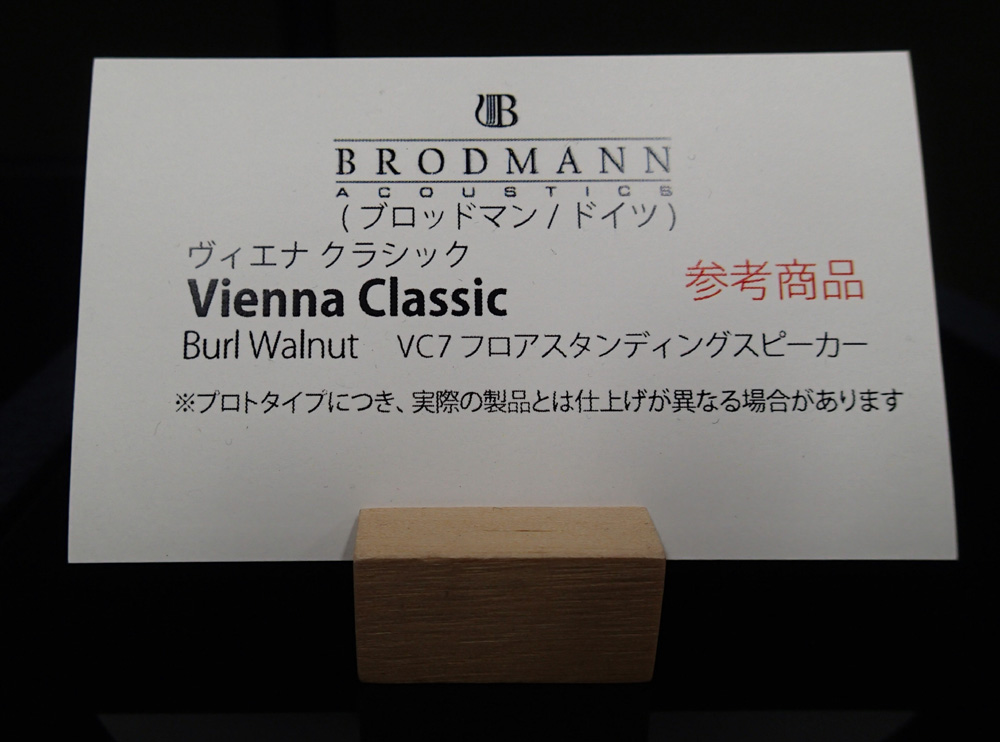 B
BRODMANN
ACOUSTICS
(ブロッドマン/ドイツ)
ヴィエナ クラシック
Vienna Classic
参考商品
Burl Walnut VC7 フロアスタンディングスピーカー
※プロトタイプにつき、実際の製品とは仕上げが異なる場合があります